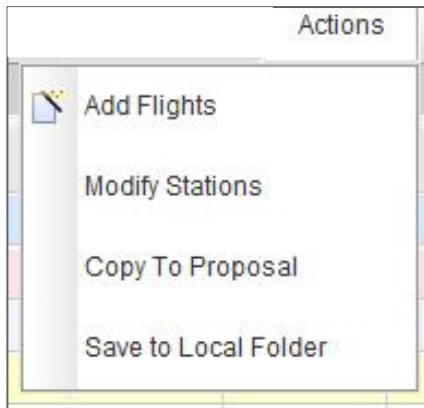 Actions
Add Flights
Modify Stations
Copy To Proposal
Save to Local Folder